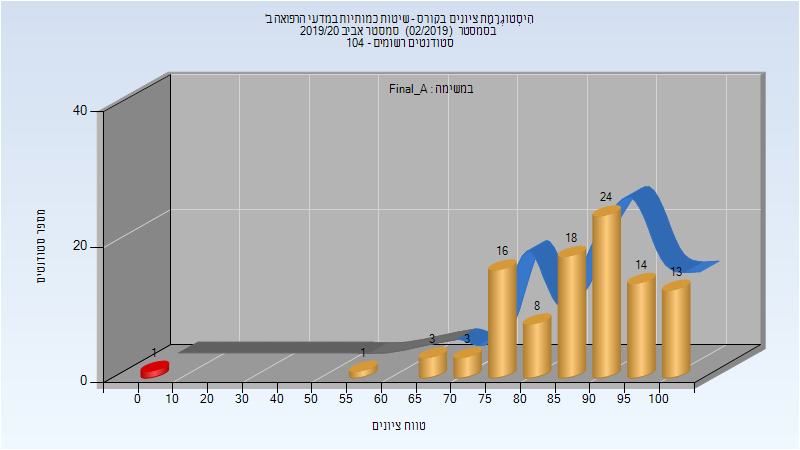 היסטוגרמת ציונים בקורס - שיטות כמותיות במדעי הרפואה ב'
בסמסטר (02/2019) סמסטר אביב 2019/20
סטודנטים רשומים - 104
במשימה : Final_A
מספר סטודנטים
40
20
0
1
1
3
3
16
8
18
24
14
13
0 10 20 40 50 55 60 65 70 75 80 85 90 95 100
טווח ציונים